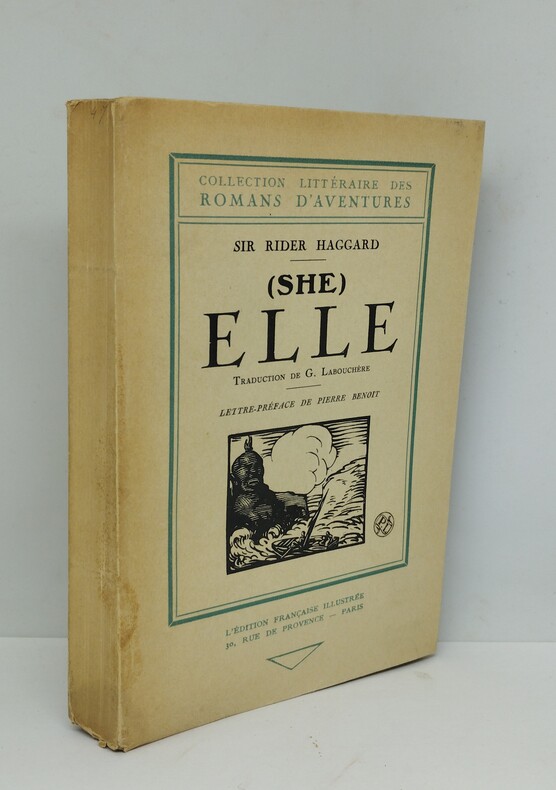 COLLECTION LITTÉRAIRE DES
ROMANS D'AVENTURES
SIR RIDER HAGGARD
(SHE)
ELLE
TRADUCTION DE G. LABOUCHÈRE
LETTRE-PRÉFACE DE PIERRE BENOIT
L'ÉDITION FRANÇAISE ILLUSTRÉE
30, RUE DE PROVENCE — PARIS